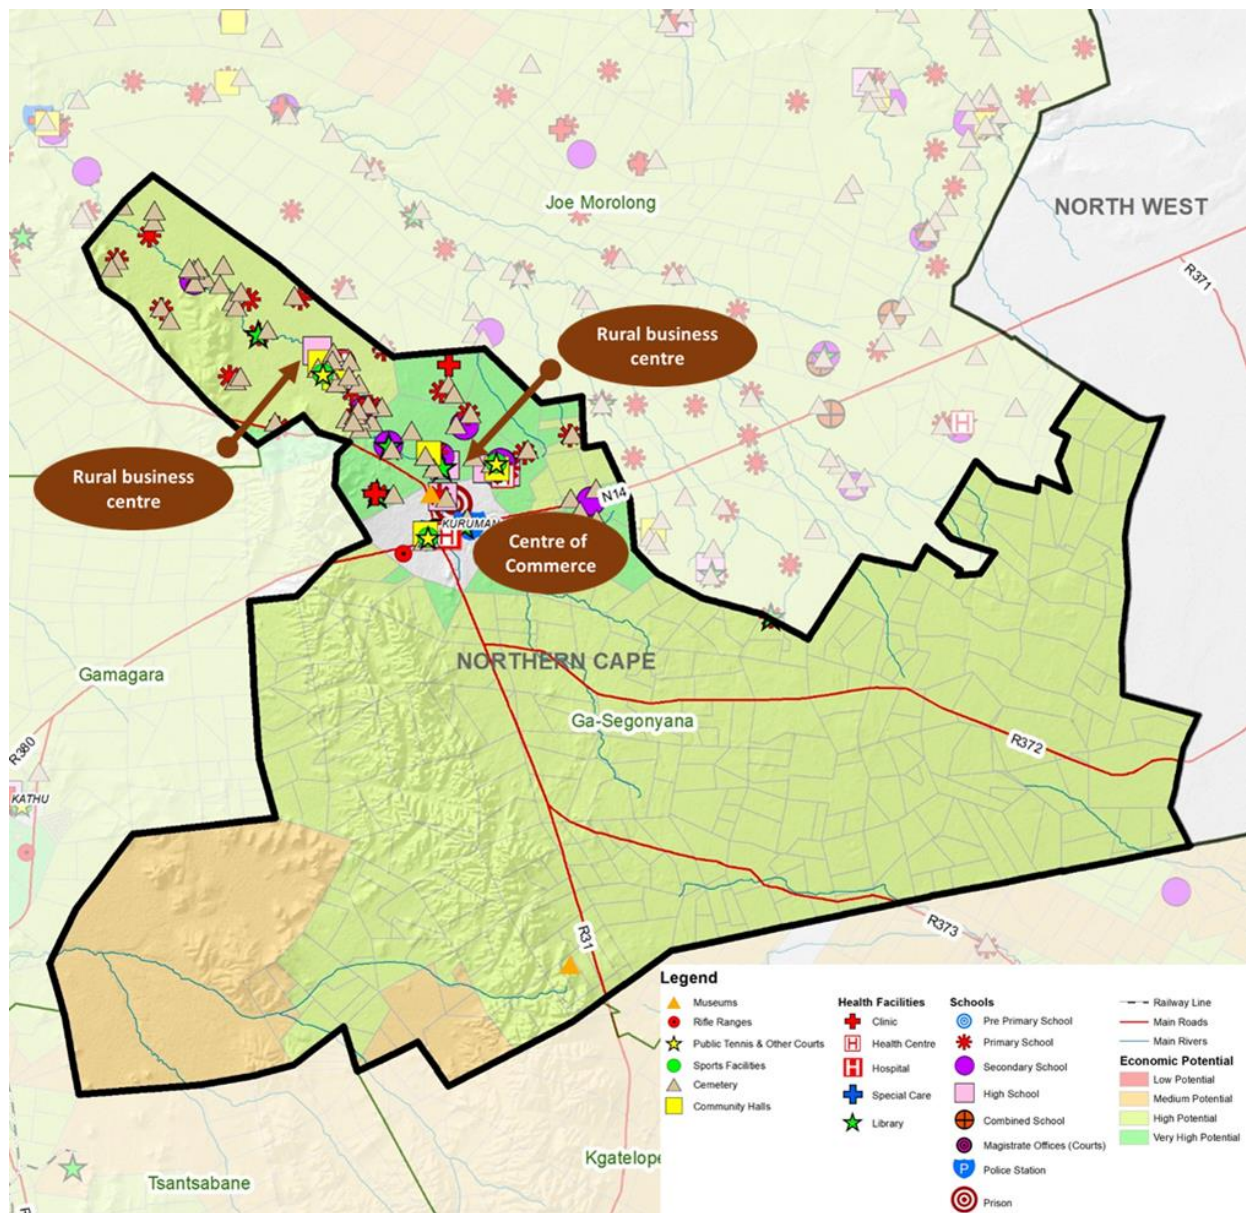 Joe Morolong
NORTH WEST
R371
Rural business
centre
Rural business
centre
N14
KURUMAN
Centre of
Commerce
NORTHERN CAPE
Gamagara
Ga-Segonyana
R380
R372
KATHU
R31
R373
Kgatelope
Tsantsabane
Legend
Museums
Rifle Ranges
Public Tennis & Other Courts
Sports Facilities
Cemetery
Community Halls
Health Facilities
Clinic
Health Centre
Hospital
Special Care
Library
Schools
Pre Primary School
Primary School
Secondary School
High School
Combined School
Magistrate Offices (Courts)
Police Station
Prison
Railway Line
Main Roads
Main Rivers
Economic Potential
Low Potential
Medium Potential
High Potential
Very High Potential